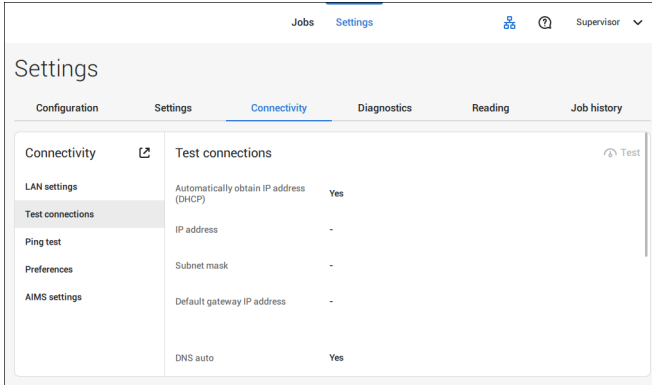 Jobs Settings Supervisor
Settings
Configuration Settings Connectivity Diagnostics Reading Job history
Connectivity Test connections Test
LAN settings Automatically obtain IP address
(DHCP) Yes
Test connections
IP address -
Ping test
Subnet mask -
Preferences
AIMS settings Default gateway IP address -
DNS auto Yes